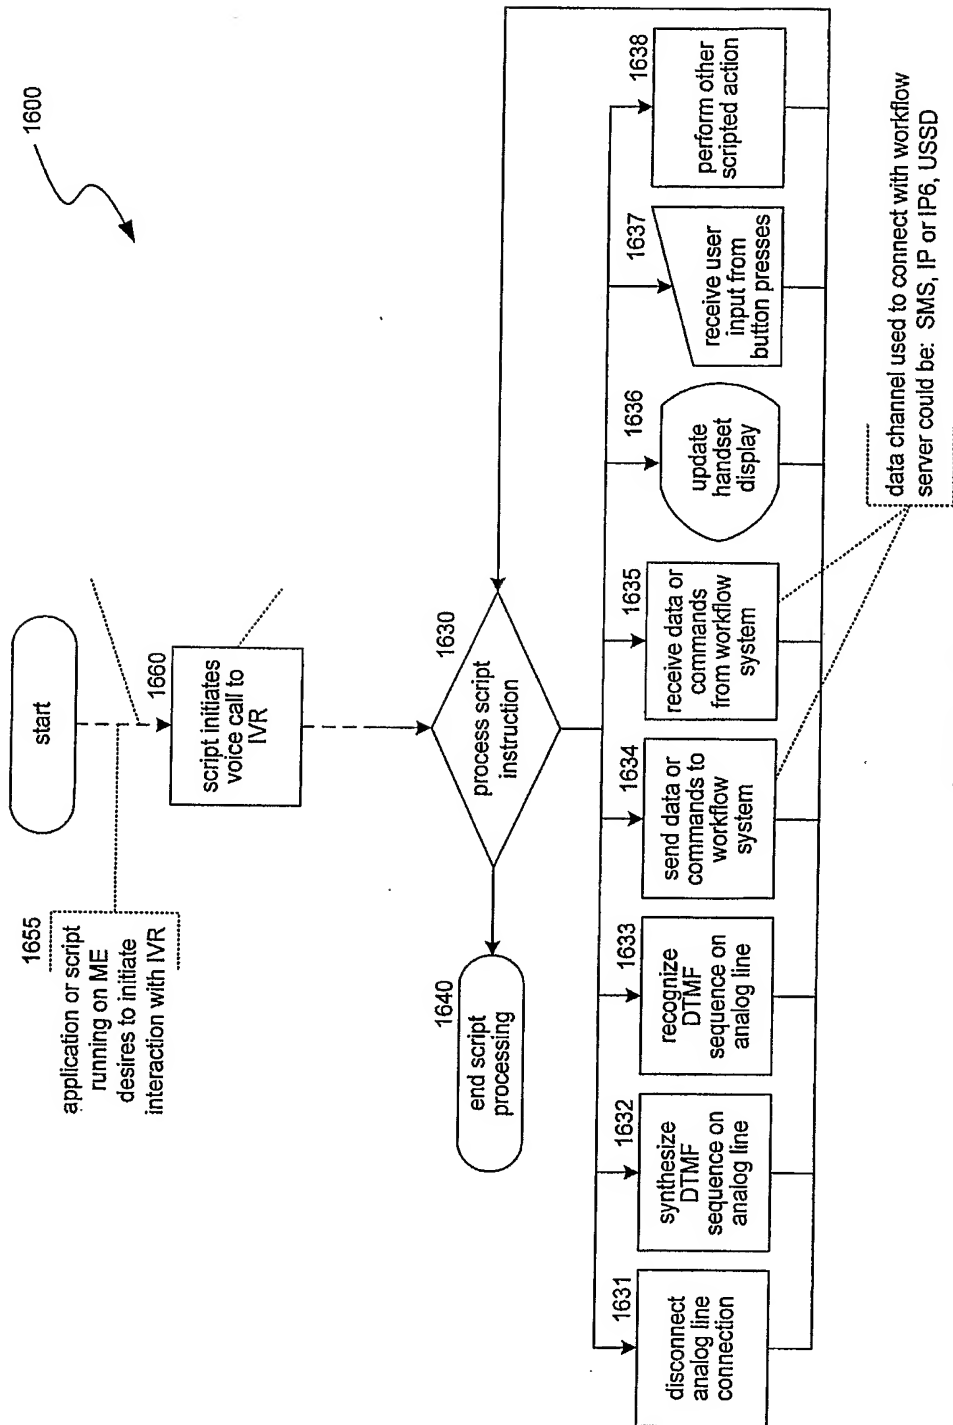 1600
start
1655
application or script
running on ME
desires to initiate
interaction with IVR
1660
script initiates
voice call to
IVR
1630
process script
instruction
1640
end script
processing
1631
disconnect
analog line
connection
1632
synthesize
DTMF
sequence on
analog line
1633
recognize
DTMF
sequence on
analog line
1634
send data or
commands to
workflow
system
1635
receive data or
commands
from workflow
system
1636
update
handset
display
1637
receive user
input from
button presses
1638
perform other
scripted action
data channel used to connect with workflow
server could be: SMS, IP or IP6, USSD